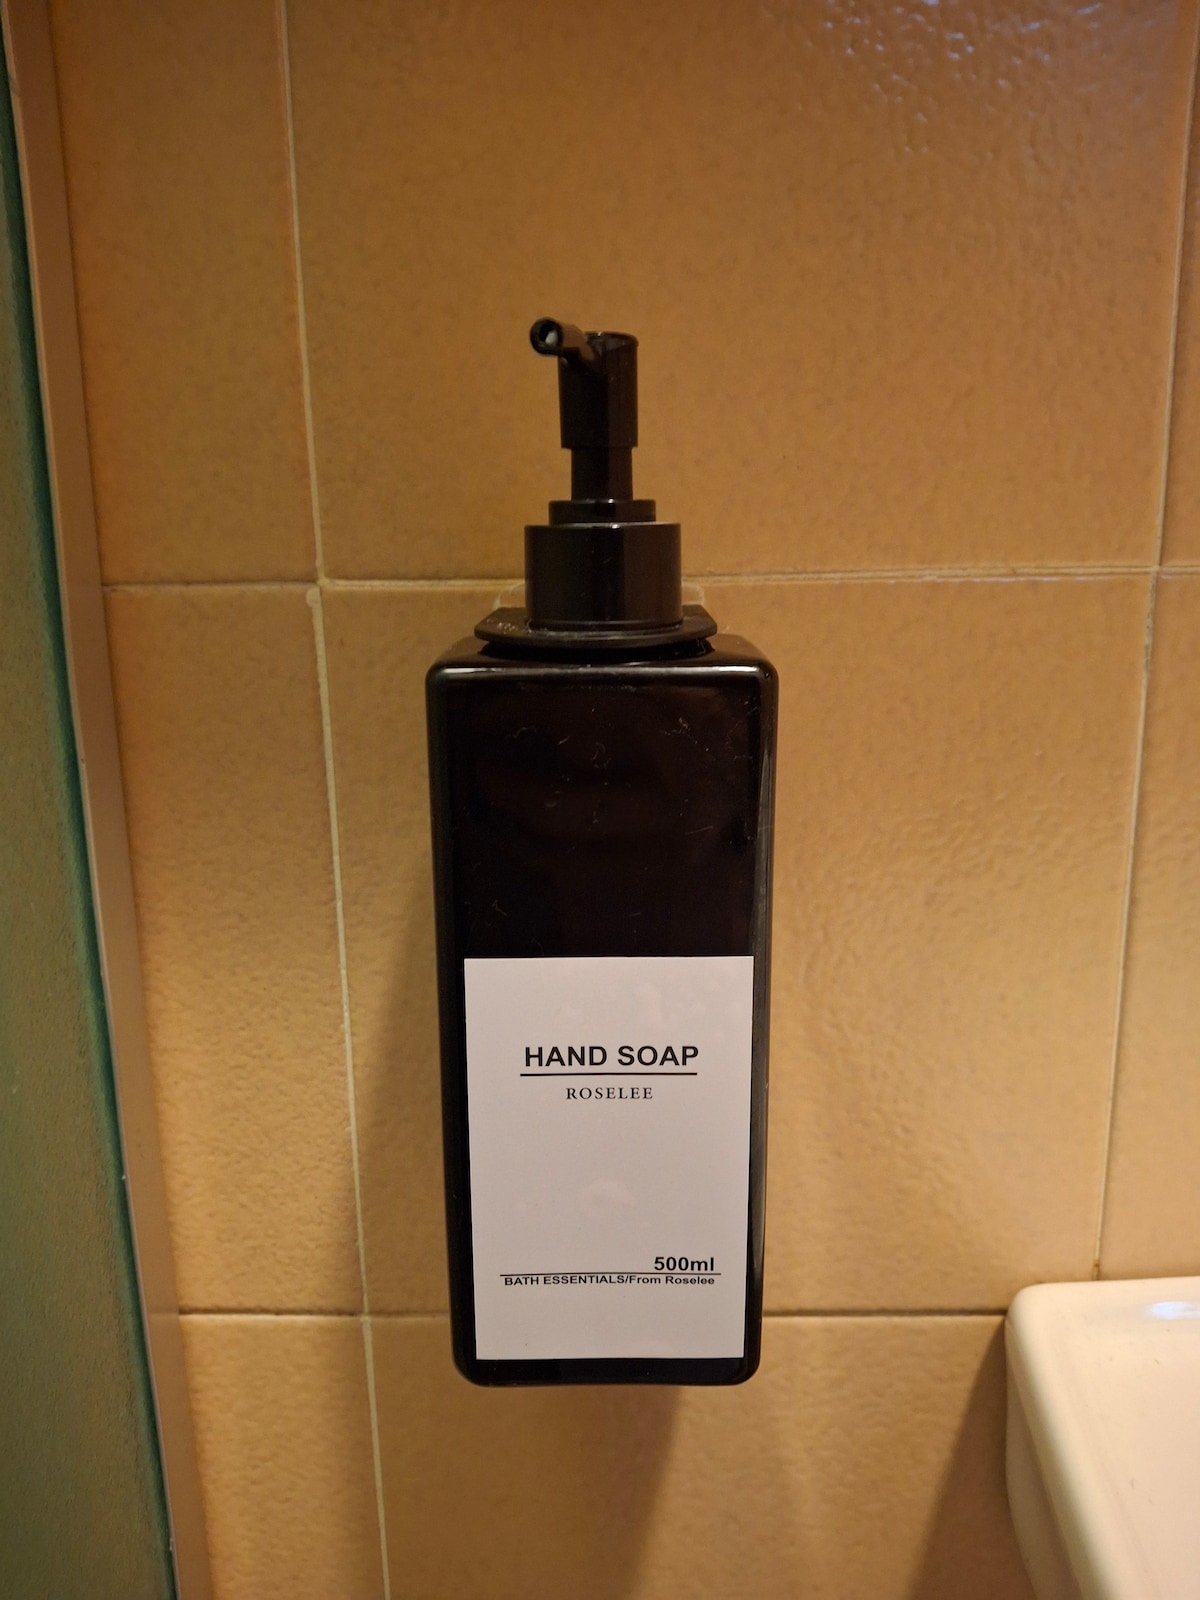 HAND SOAP
ROSELEE
500ml
BATH ESSENTIALS/From Roselee